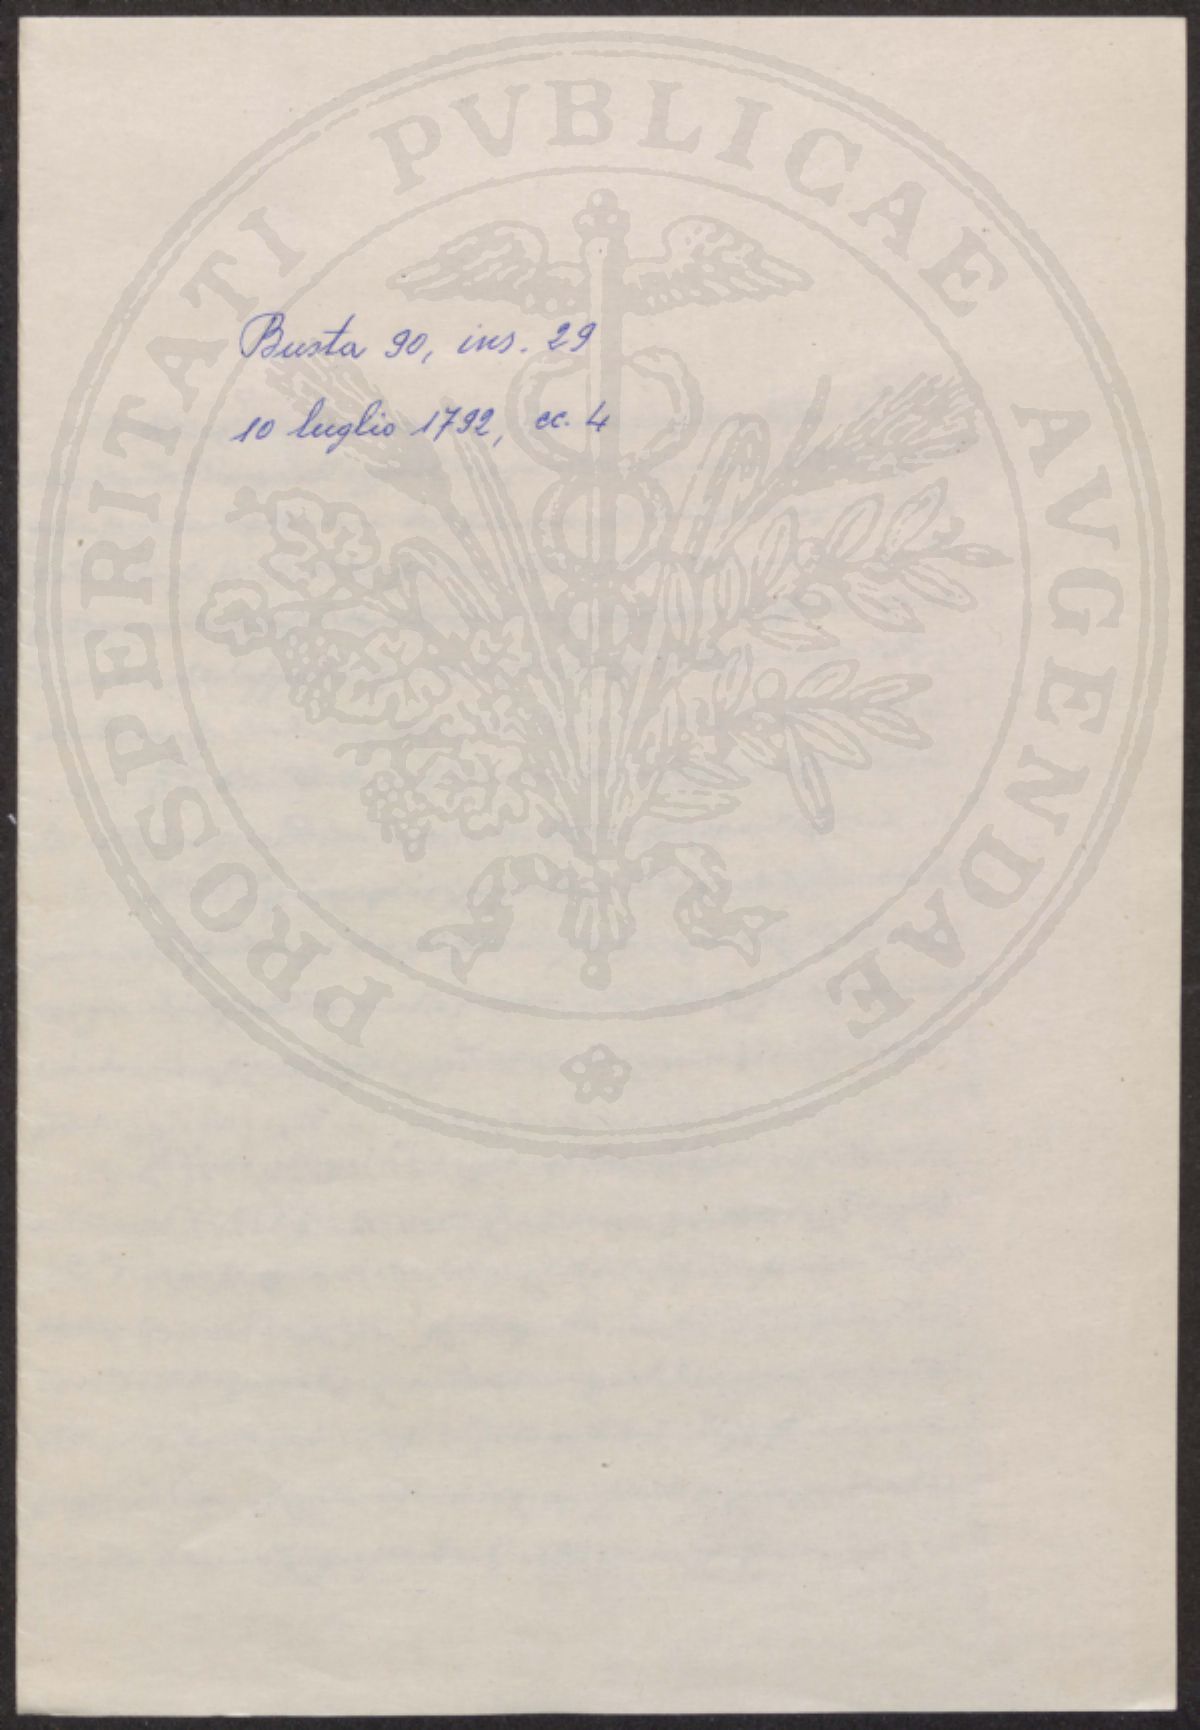 PROSPERITATI PVBLICAE AVGENDAE
Busta 90, ins. 29
10 luglio 1792, cc. 4